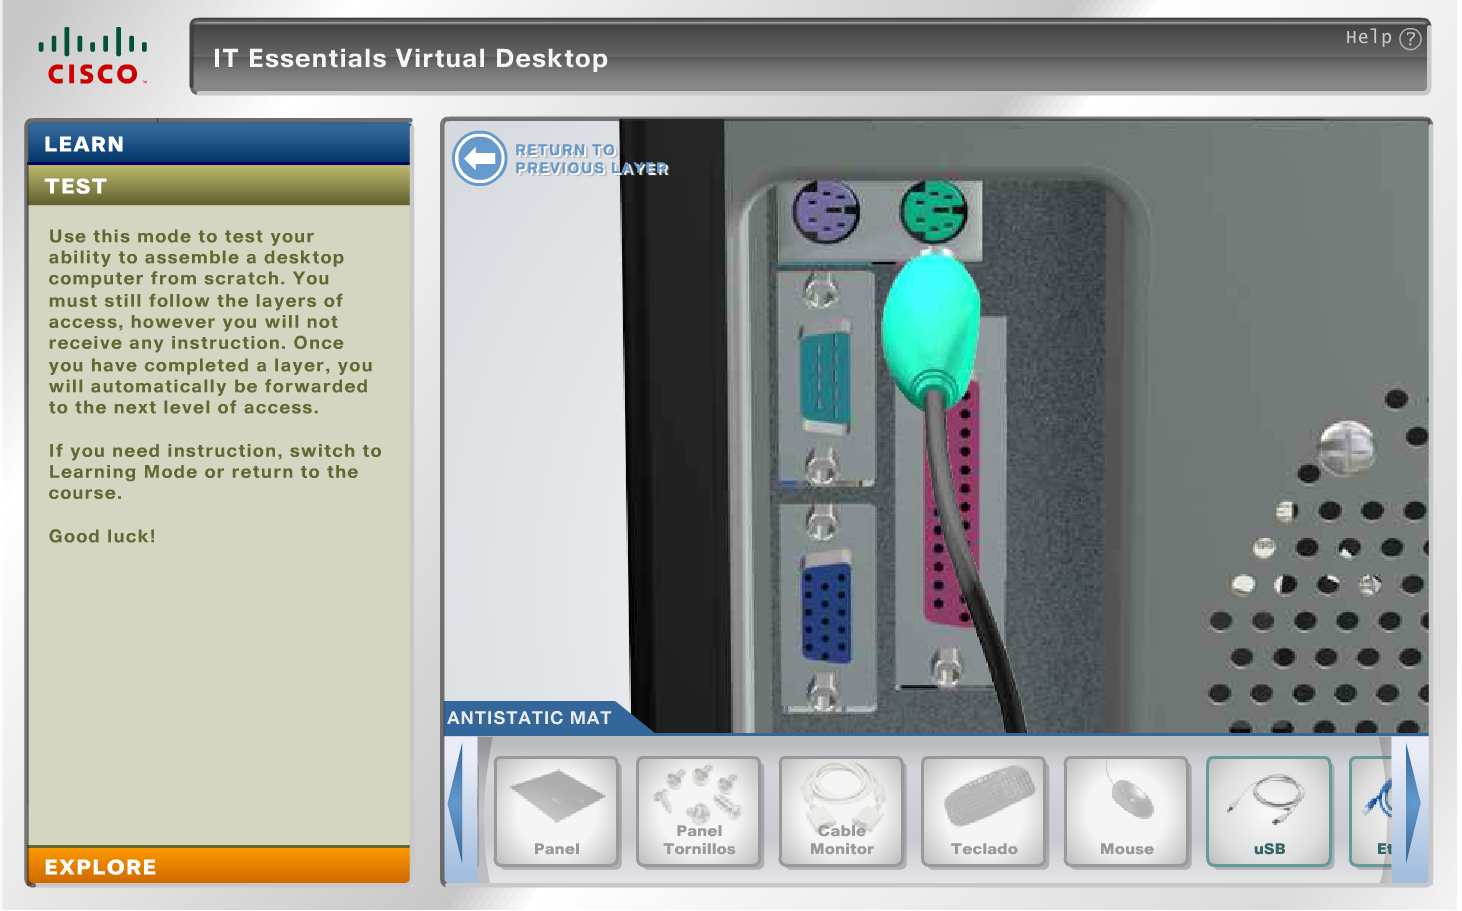 CISCO
IT Essentials Virtual Desktop
Help ?
LEARN
TEST
Use this mode to test your
ability to assemble a desktop
computer from scratch. You
must still follow the layers of
access, however you will not
receive any instruction. Once
you have completed a layer, you
will automatically be forwarded
to the next level of access.
If you need instruction, switch to
Learning Mode or return to the
course.
Good luck!
EXPLORE
RETURN TO
PREVIOUS LAYER
ANTISTATIC MAT
Panel
Panel
Tornillos
Cable
Monitor
Teclado
Mouse
uSB